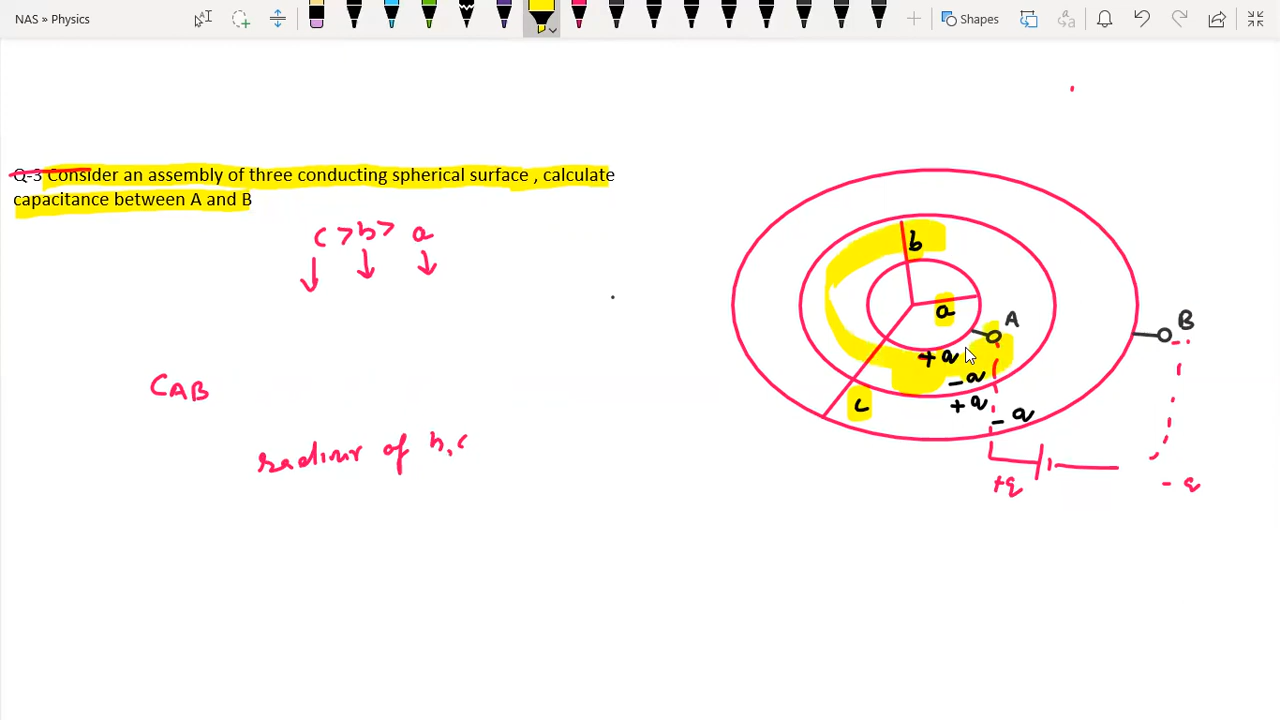 NAS » Physics
Shapes
Q-3 Consider an assembly of three conducting spherical surface , calculate
capacitance between A and B
c > b > a
CAB
radius of b, c
b
a
A
B
+q
-q
+q
-q
c
+q
-q